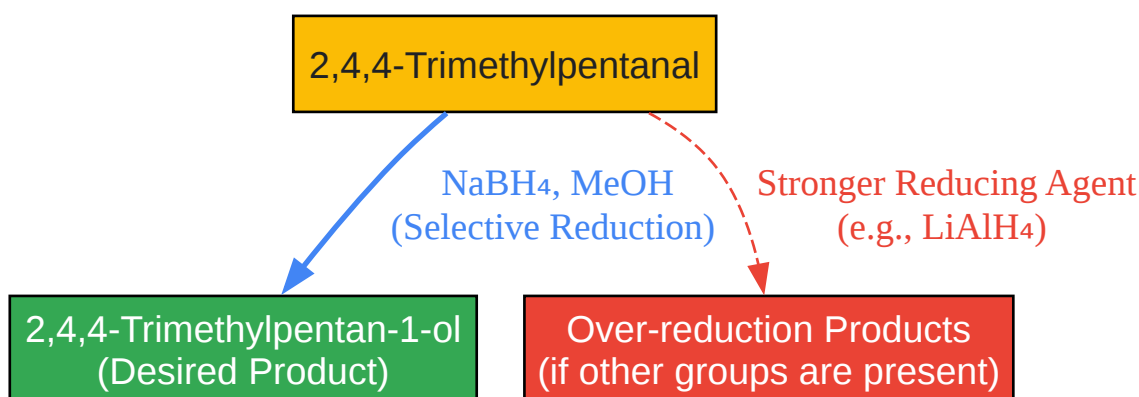 2,4,4-Trimethylpentanal
NaBH₄, MeOH
(Selective Reduction)
Stronger Reducing Agent
(e.g., LiAlH₄)
2,4,4-Trimethylpentan-1-ol
(Desired Product)
Over-reduction Products
(if other groups are present)